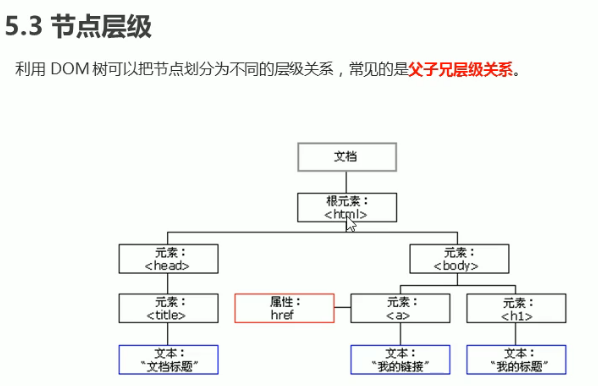 5.3 节点层级
利用 DOM 树可以把节点划分为不同的层级关系，常见的是父子兄层级关系。
文档
根元素：
<html>
元素：
<head>
元素：
<body>
元素：
<title>
属性：
href
元素：
<a>
元素：
<h1>
文本：
“文档标题”
文本：
“我的链接”
文本：
“我的标题”